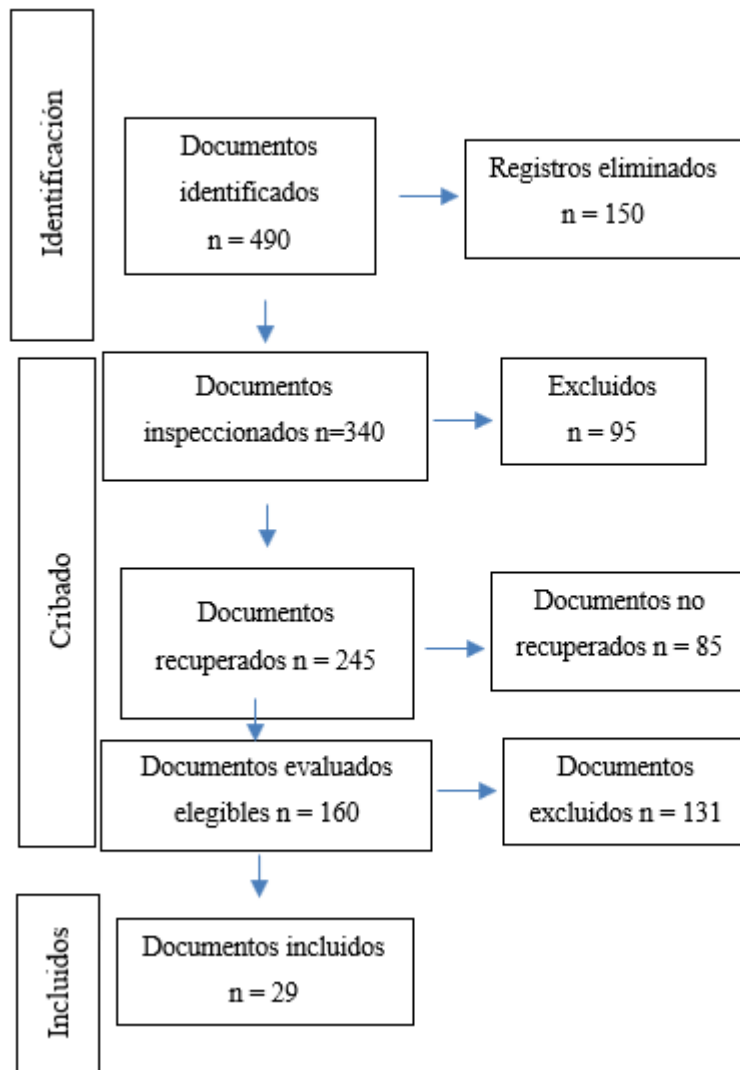 Identificación
Documentos
identificados
n = 490
Registros eliminados
n = 150
Cribado
Documentos
inspeccionados n=340
Excluidos
n = 95
Documentos
recuperados n = 245
Documentos no
recuperados n = 85
Documentos evaluados
elegibles n = 160
Documentos
excluidos n = 131
Incluidos
Documentos incluidos
n = 29